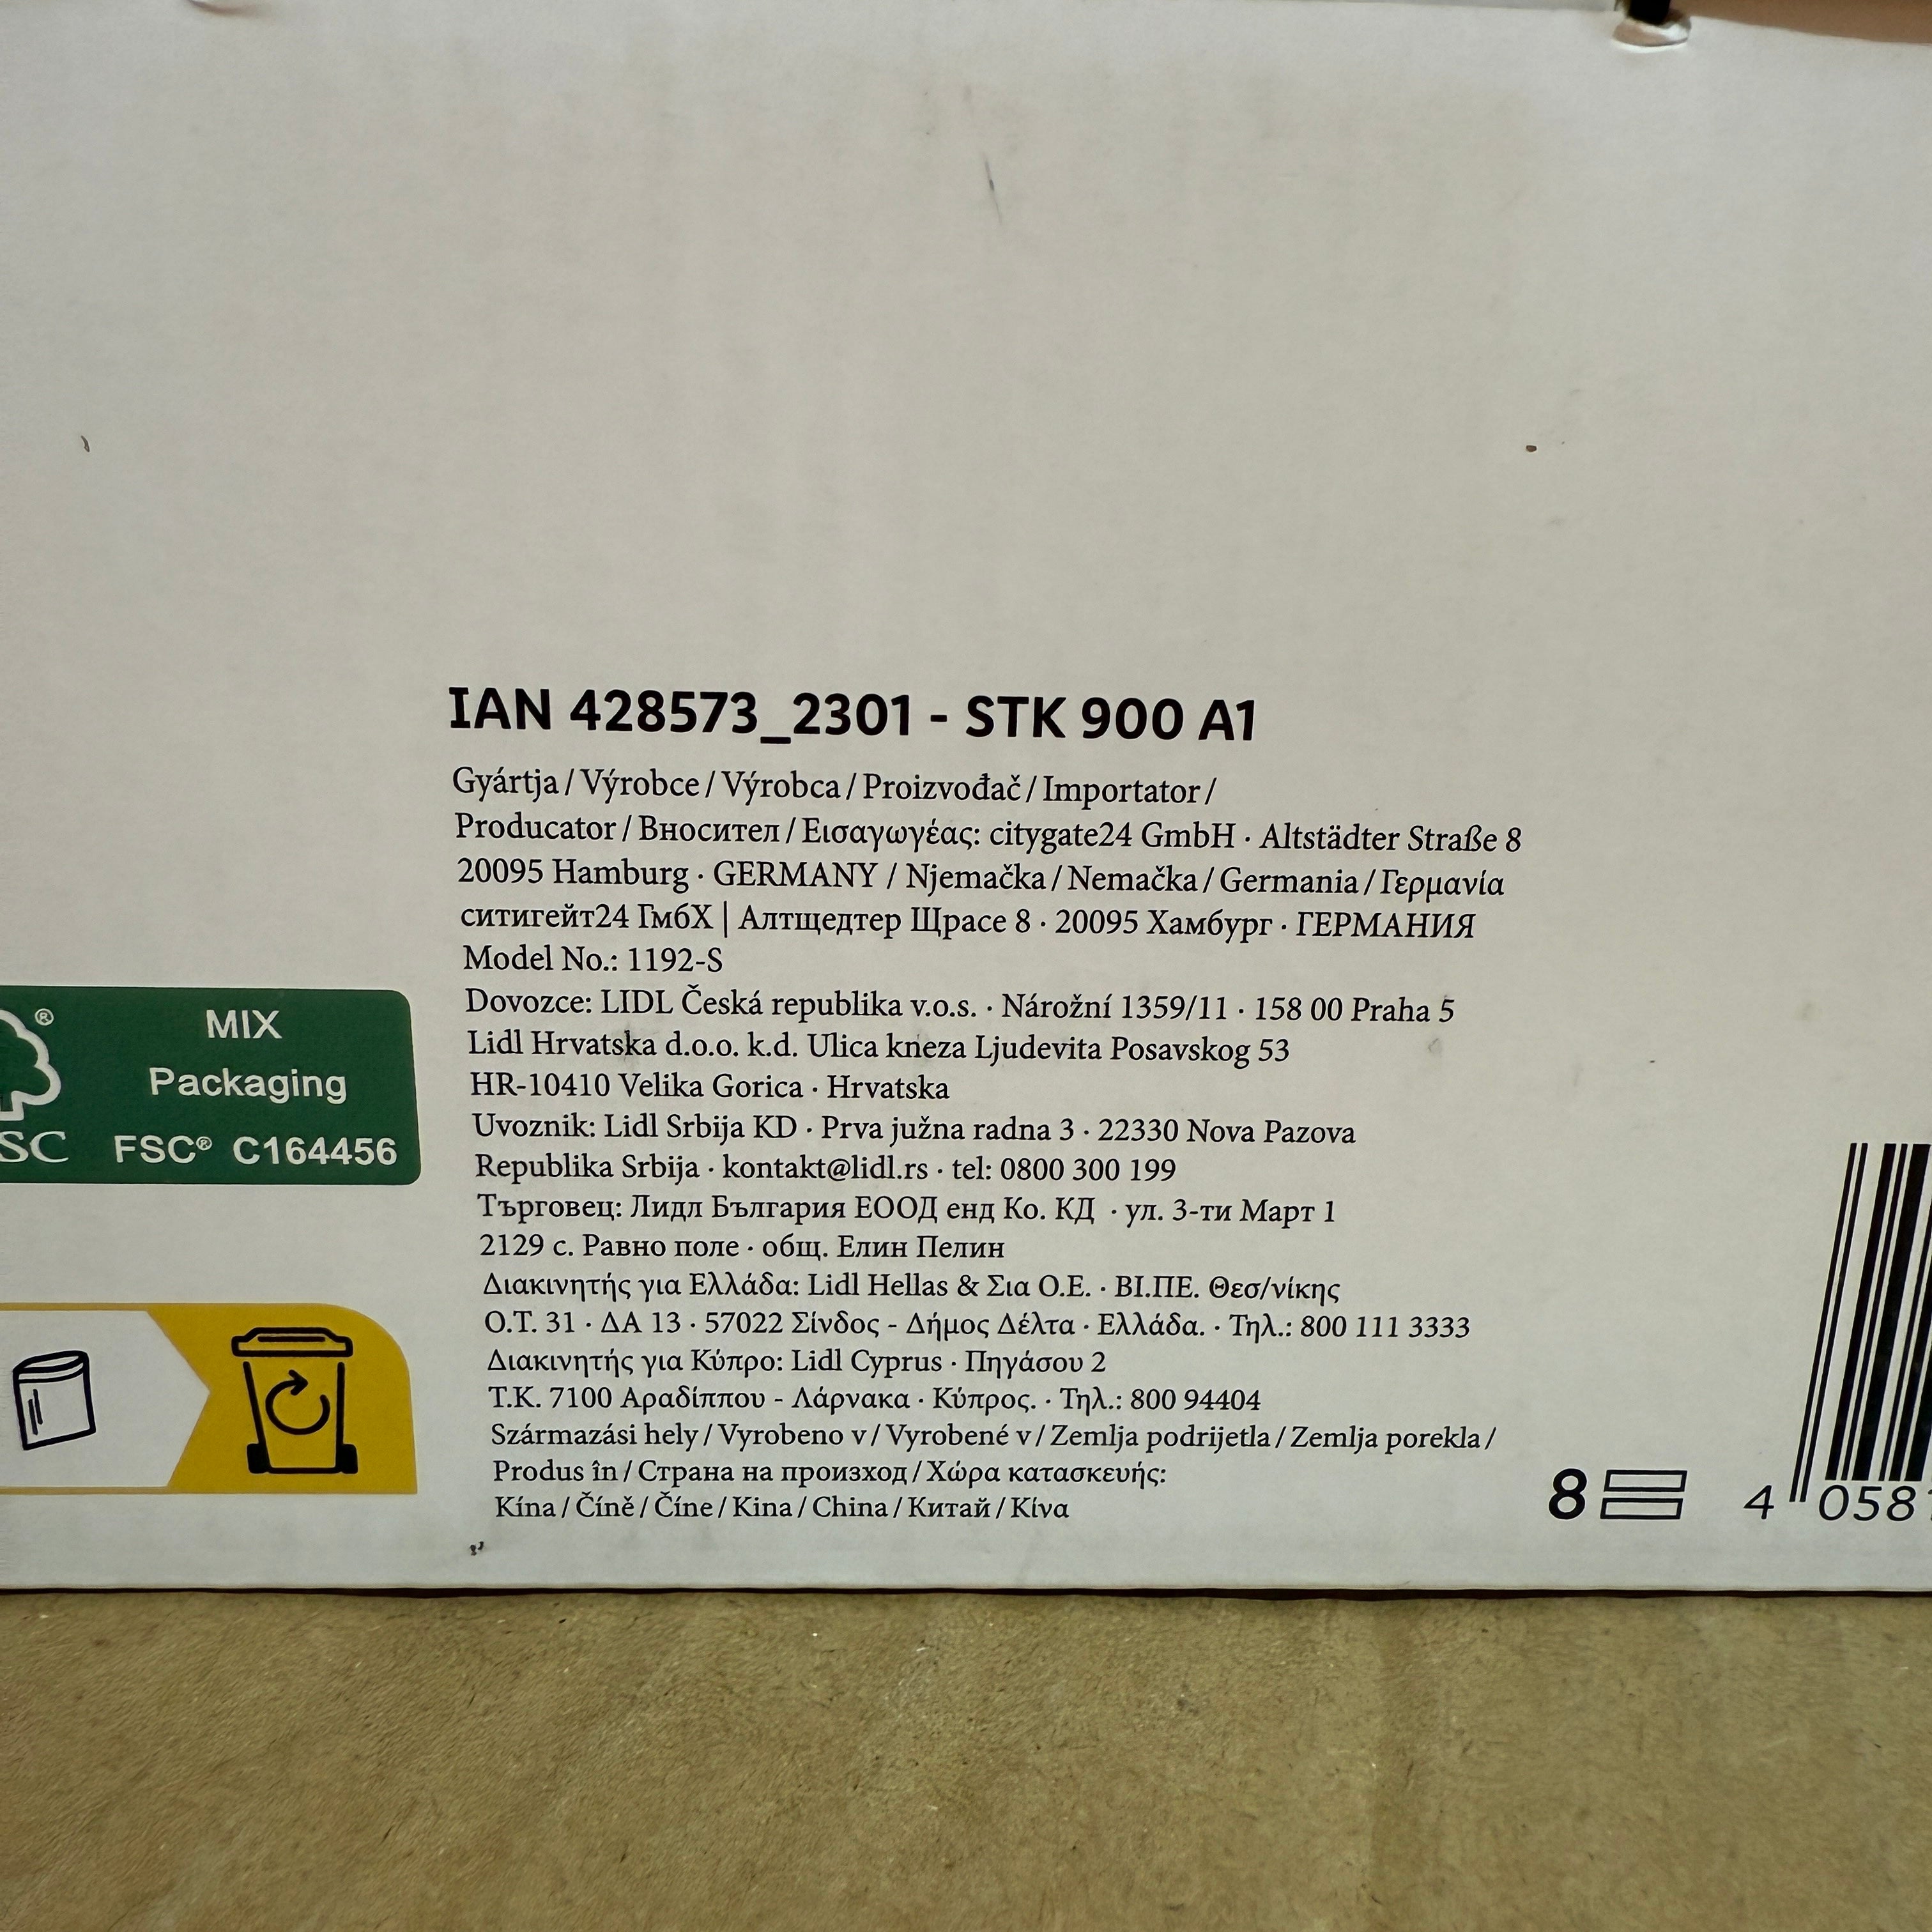 IAN 428573_2301 - STK 900 A1
Gyártja / Výrobce / Výrobca / Proizvođač / Importator /
Producator / Вносител / Εισαγωγέας: citygate24 GmbH · Altstädter Straße 8
20095 Hamburg · GERMANY / Njemačka / Nemačka / Germania / Γερμανία
ситигейт24 ГмбХ | Алтщедтер Щрасе 8 · 20095 Хамбург · ГЕРМАНИЯ
Model No.: 1192-S
Dovozce: LIDL Česká republika v.o.s. · Nárožní 1359/11 · 158 00 Praha 5
Lidl Hrvatska d.o.o. k.d. Ulica kneza Ljudevita Posavskog 53
HR-10410 Velika Gorica · Hrvatska
Uvoznik: Lidl Srbija KD · Prva južna radna 3 · 22330 Nova Pazova
Republika Srbija · kontakt@lidl.rs · tel: 0800 300 199
Търговец: Лидл България ЕООД енд Ко. КД · ул. 3-ти Март 1
2129 с. Равно поле · общ. Елин Пелин
Διακινητής για Ελλάδα: Lidl Hellas & Σια Ο.Ε. · ΒΙ.ΠΕ. Θεσ/νίκης
Ο.Τ. 31 · ΔΑ 13 · 57022 Σίνδος - Δήμος Δέλτα · Ελλάδα. · Τηλ.: 800 111 3333
Διακινητής για Κύπρο: Lidl Cyprus · Πηγάσου 2
Τ.Κ. 7100 Αραδίππου - Λάρνακα · Κύπρος. · Τηλ.: 800 94404
Származási hely / Vyrobeno v / Vyrobené v / Zemlja podrijetla / Zemlja porekla /
Produs în / Страна на произход / Χώρα κατασκευής:
Kína / Číně / Číne / Kina / China / Китай / Κίνα
®
MIX
Packaging
SC FSC® C164456
8
4 058